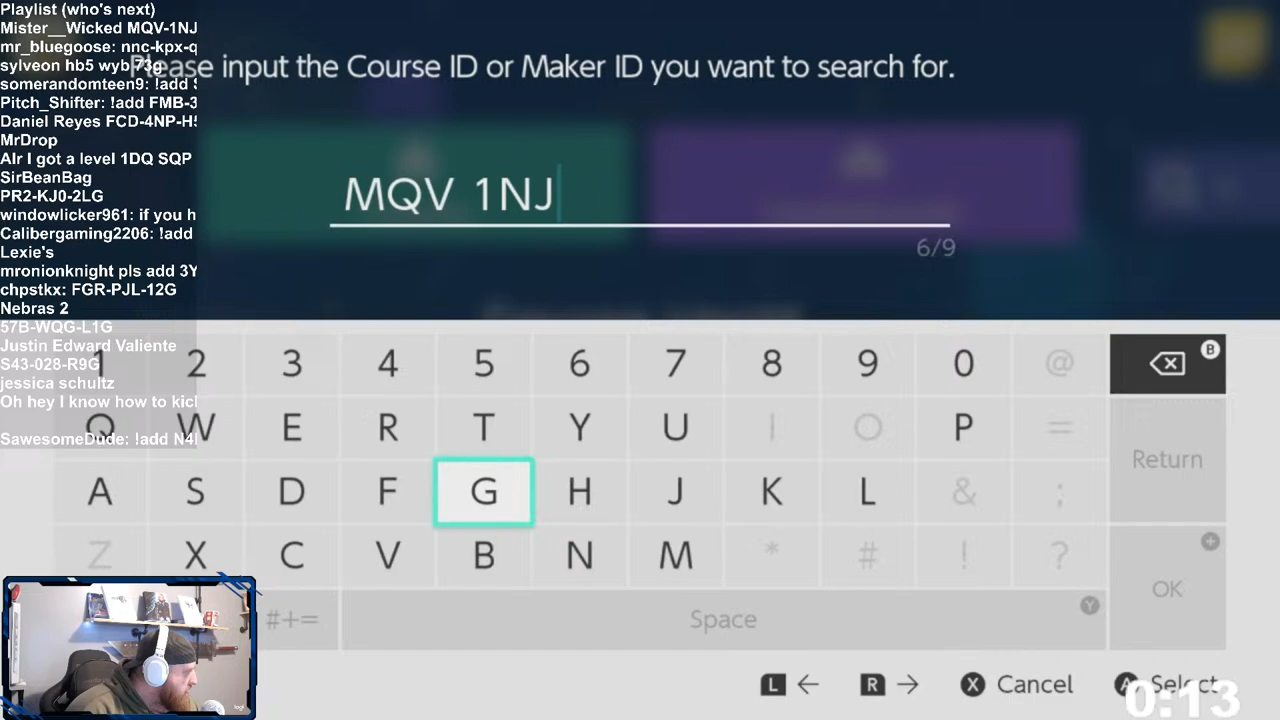 Playlist (who's next)
Mister__Wicked MQV-1NJ
mr_bluegoose: nnc-kpx-q
sylveon hb5 wyb 73g
somerandomteen9: !add S
Pitch_Shifter: !add FMB-3
Daniel Reyes FCD-4NP-H5
MrDrop
Alr I got a level 1DQ SQP
SirBeanBag
PR2-KJ0-2LG
windowlicker961: if you h
Calibergaming2206: !add
Lexie's
mronionknight pls add 3Y
chpstkx: FGR-PJL-12G
Nebras 2
57B-WQG-L1G
Justin Edward Valiente
S43-028-R9G
jessica schultz
Oh hey I know how to kicl
SawesomeDude: !add N4
Please input the Course ID or Maker ID you want to search for.
MQV 1NJ
6/9
1 2 3 4 5 6 7 8 9 0 @ B
Q W E R T Y U I O P =
Return
A S D F G H J K L & ;
Z X C V B N M * # ! ? +
OK
#+= Space Y
L ← R → X Cancel A Select
0:13